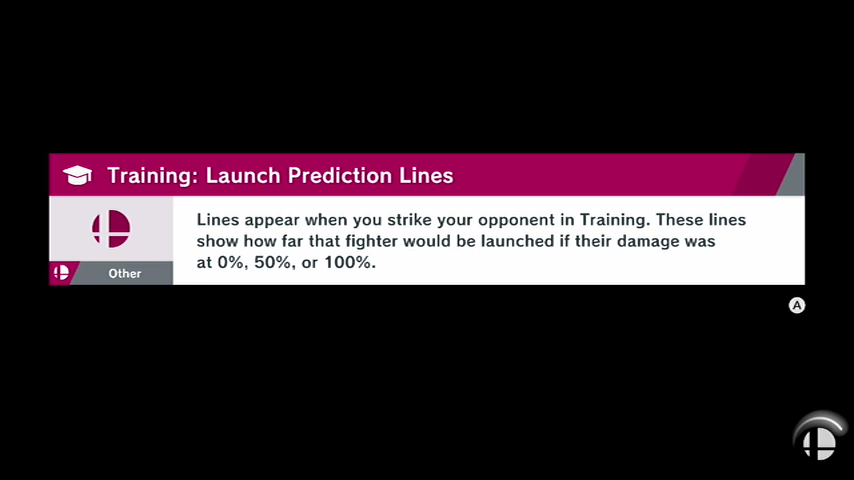 Training: Launch Prediction Lines
Lines appear when you strike your opponent in Training. These lines
show how far that fighter would be launched if their damage was
at 0%, 50%, or 100%.
Other
A